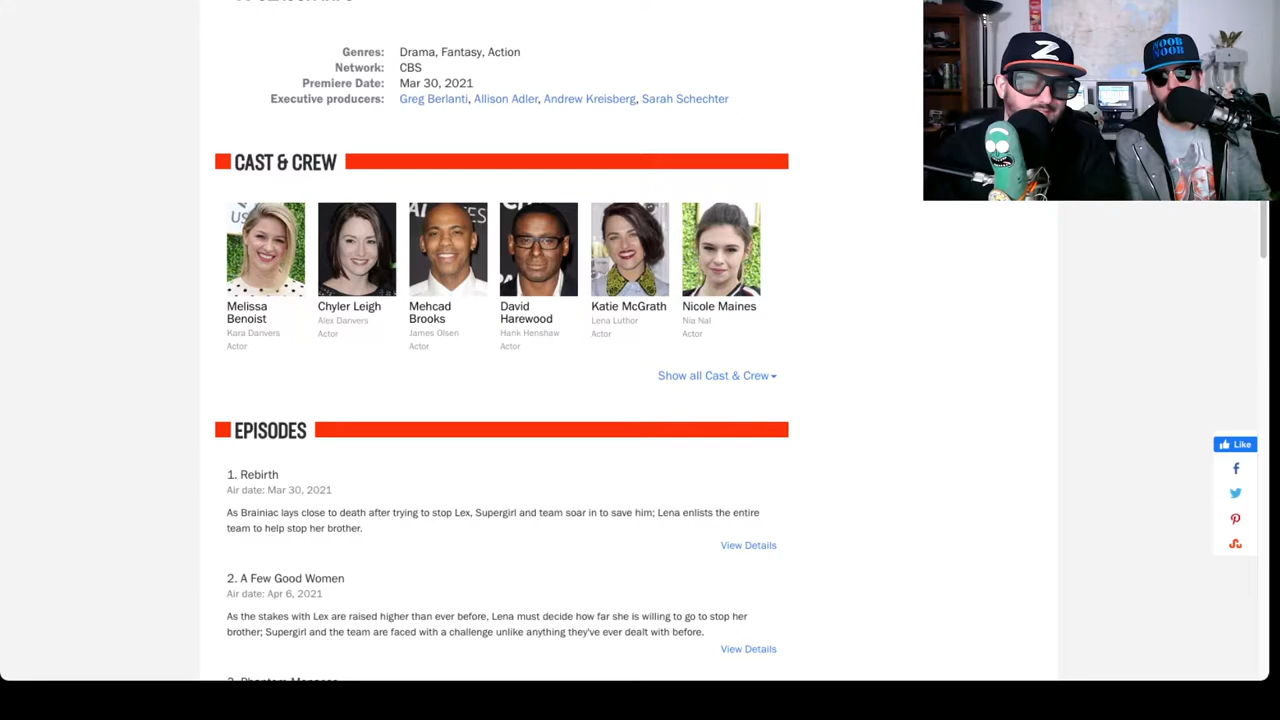 Genres: Drama, Fantasy, Action
Network: CBS
Premiere Date: Mar 30, 2021
Executive producers: Greg Berlanti, Allison Adler, Andrew Kreisberg, Sarah Schechter
CAST & CREW
Melissa Benoist
Kara Danvers
Actor
Chyler Leigh
Alex Danvers
Actor
Mehcad Brooks
James Olsen
Actor
David Harewood
Hank Henshaw
Actor
Katie McGrath
Lena Luthor
Actor
Nicole Maines
Nia Nal
Actor
Show all Cast & Crew
EPISODES
1. Rebirth
Air date: Mar 30, 2021
As Brainiac lays close to death after trying to stop Lex, Supergirl and team soar in to save him; Lena enlists the entire
team to help stop her brother.
View Details
2. A Few Good Women
Air date: Apr 6, 2021
As the stakes with Lex are raised higher than ever before, Lena must decide how far she is willing to go to stop her
brother; Supergirl and the team are faced with a challenge unlike anything they've ever dealt with before.
View Details
Like
Z
NOOB
NOOB